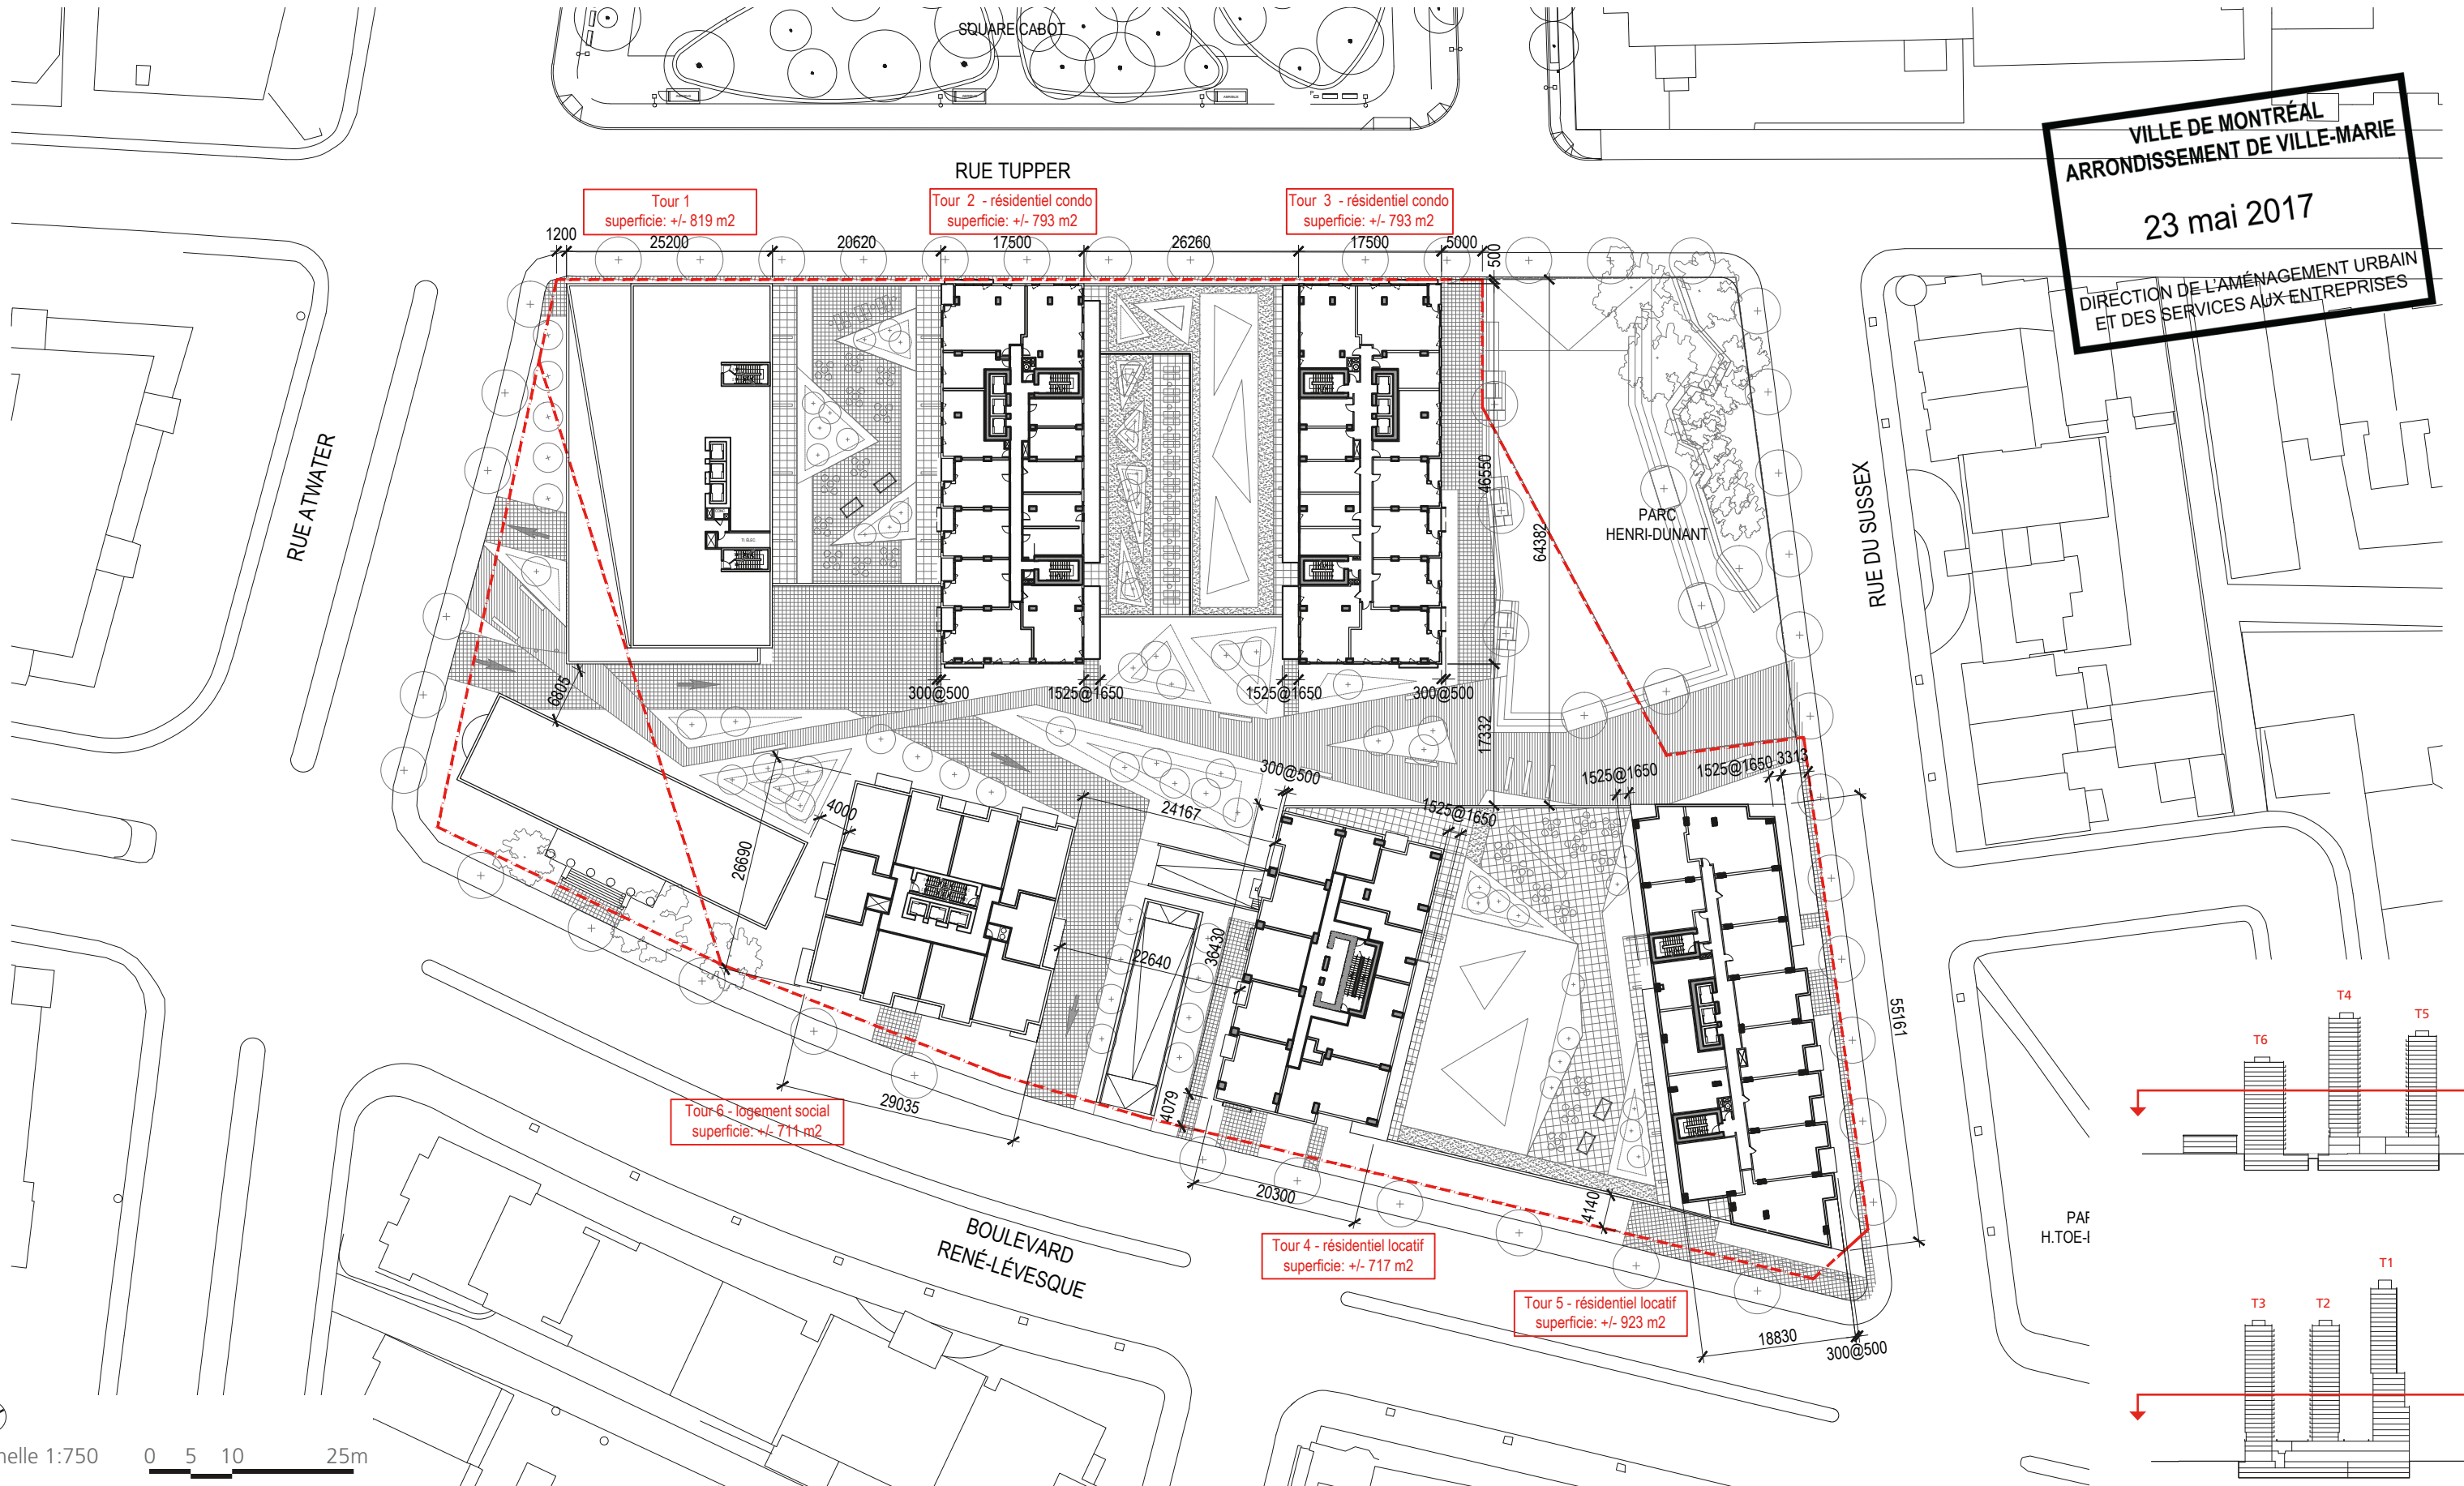 SQUARE CABOT
VILLE DE MONTRÉAL
ARRONDISSEMENT DE VILLE-MARIE
23 mai 2017
DIRECTION DE L'AMÉNAGEMENT URBAIN
ET DES SERVICES AUX ENTREPRISES
RUE TUPPER
Tour 1
superficie: +/- 819 m2
Tour 2 - résidentiel condo
superficie: +/- 793 m2
Tour 3 - résidentiel condo
superficie: +/- 793 m2
1200
25200
20620
17500
26260
17500
5000
500
RUE ATWATER
46550
64382
PARC
HENRI-DUNANT
RUE DU SUSSEX
6805
300@500
1525@1650
1525@1650
300@500
17332
300@500
1525@1650
1525@1650
3313
4000
24167
1525@1650
26690
22640
36430
55161
29035
4079
Tour 6 - logement social
superficie: +/- 711 m2
20300
4140
BOULEVARD
RENÉ-LÉVESQUE
Tour 4 - résidentiel locatif
superficie: +/- 717 m2
Tour 5 - résidentiel locatif
superficie: +/- 923 m2
18830
300@500
T4
T5
T6
H.TOE-
T1
T3
T2
1:750
0 5 10 25m